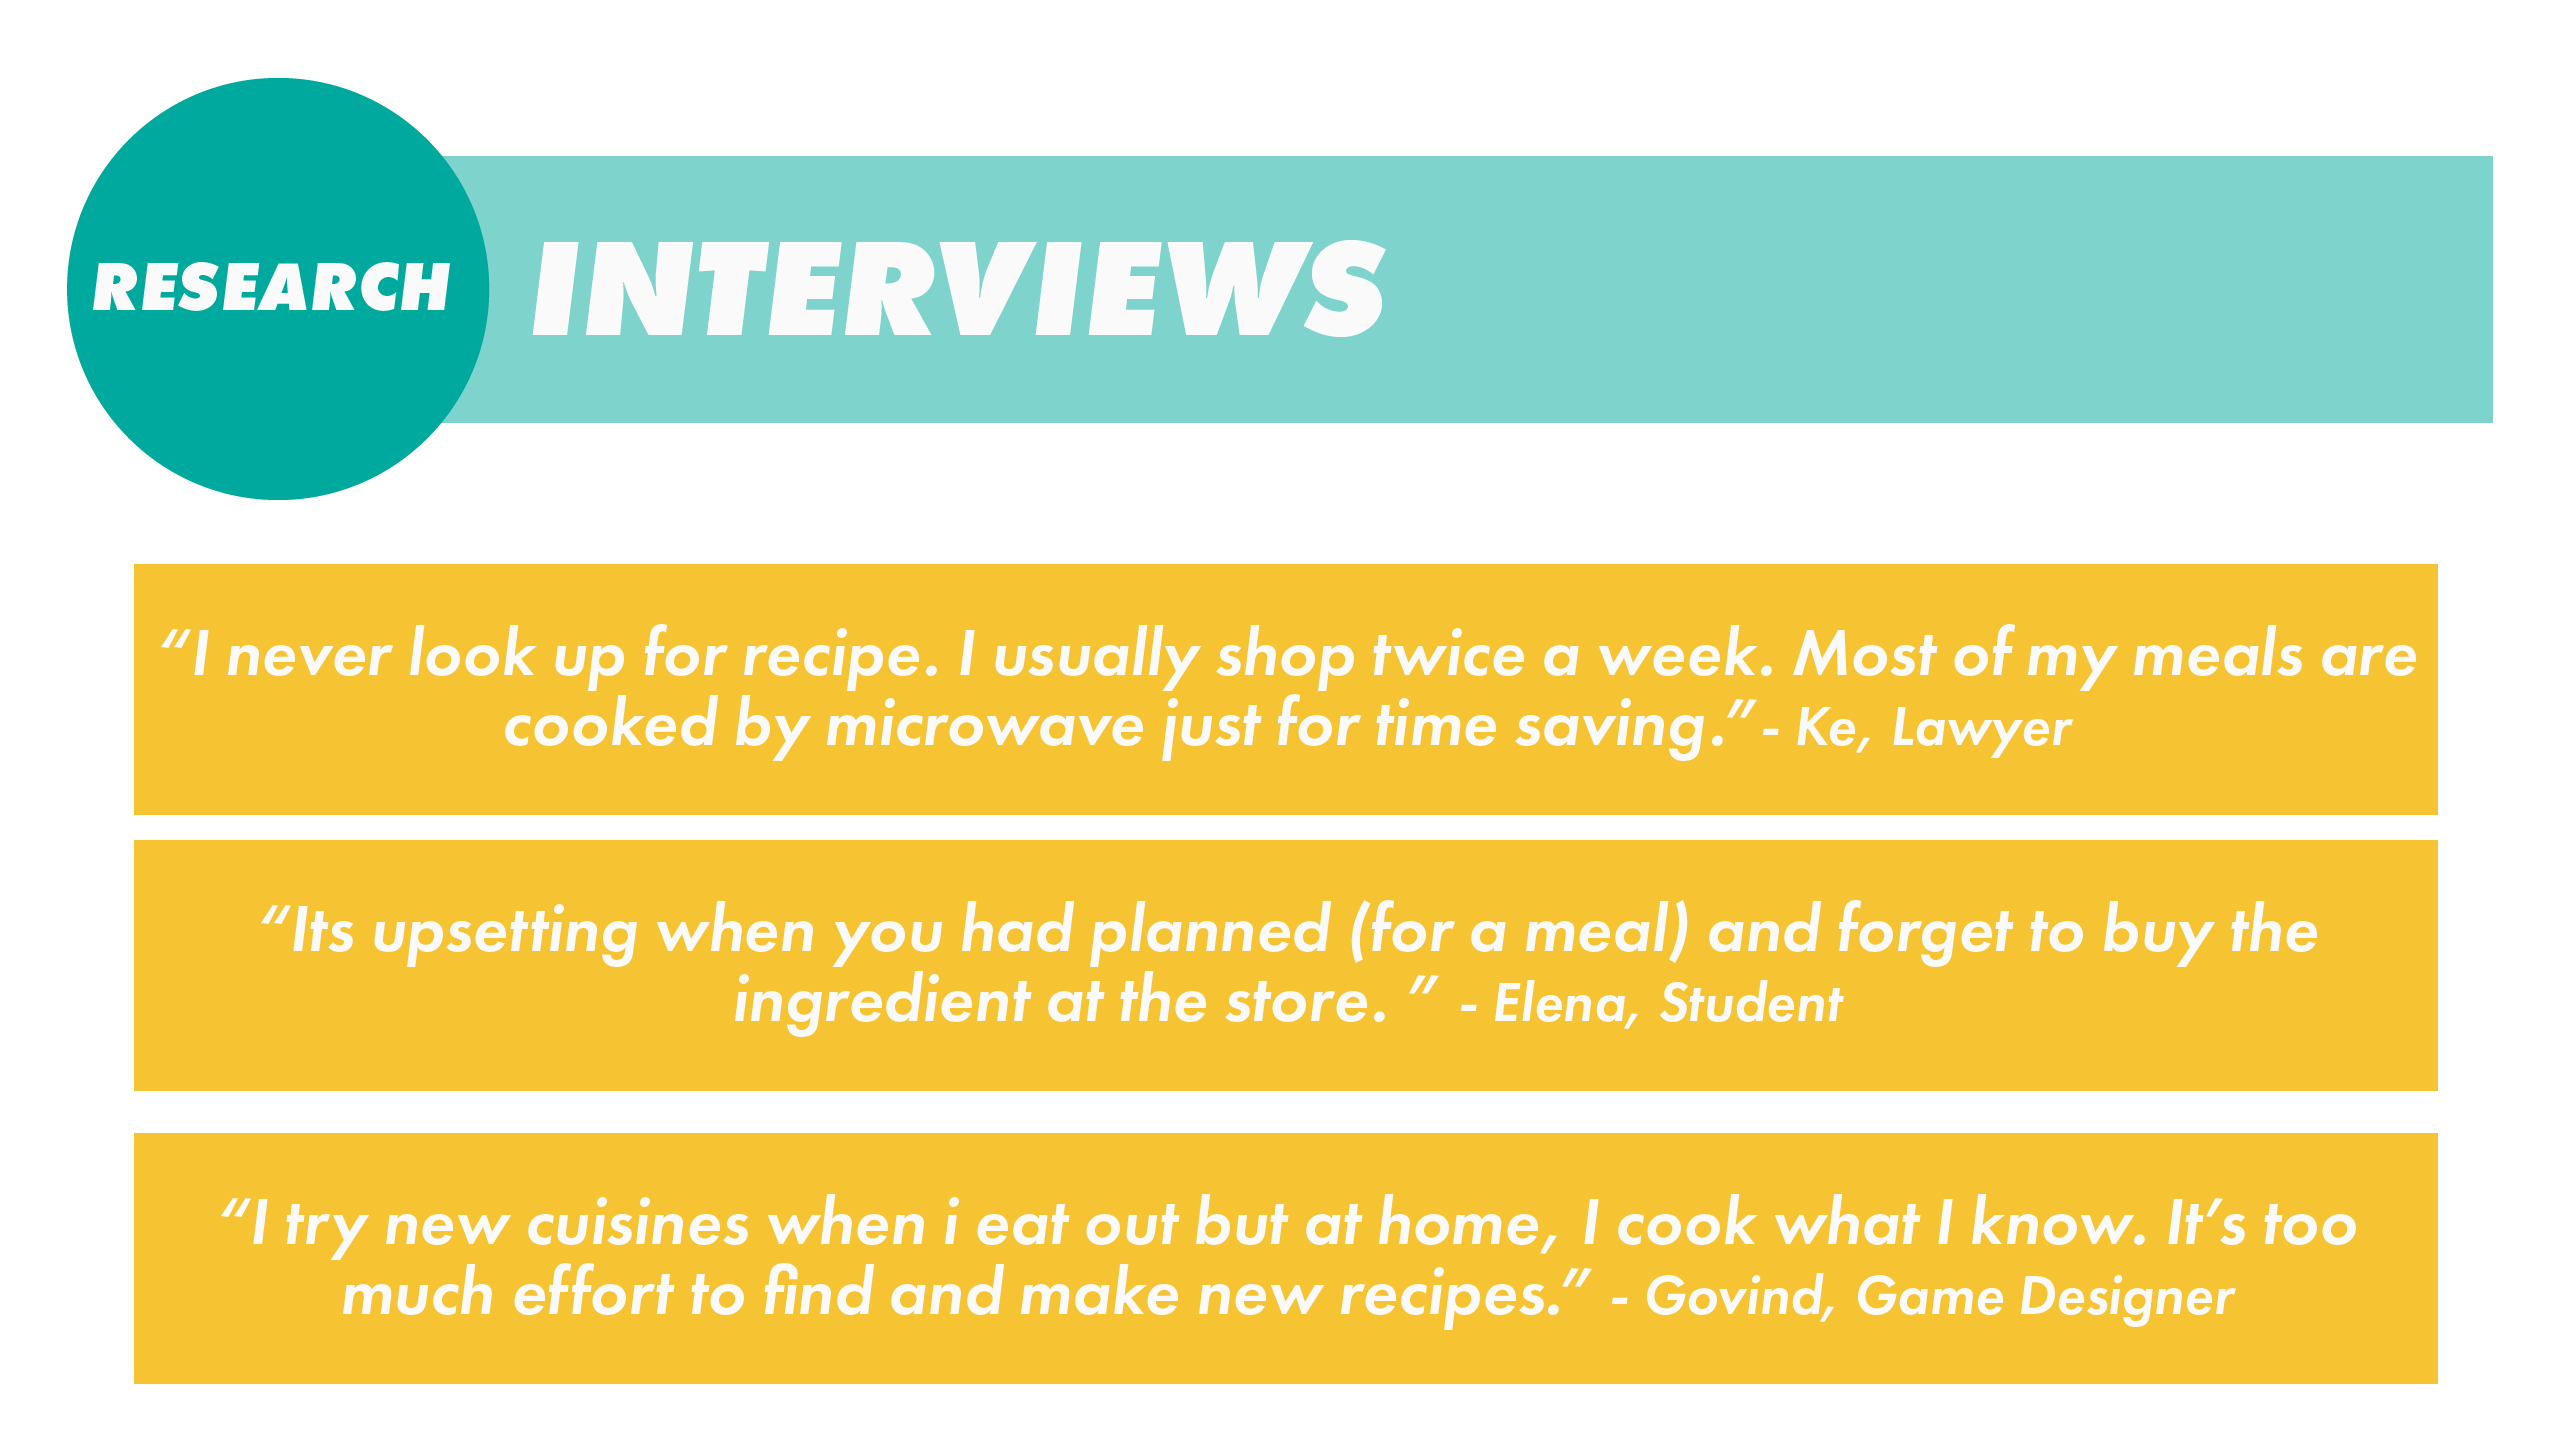 RESEARCH
INTERVIEWS
“I never look up for recipe. I usually shop twice a week. Most of my meals are
cooked by microwave just for time saving.” - Ke, Lawyer
“Its upsetting when you had planned (for a meal) and forget to buy the
ingredient at the store. ” - Elena, Student
“I try new cuisines when i eat out but at home, I cook what I know. It’s too
much effort to find and make new recipes.” - Govind, Game Designer